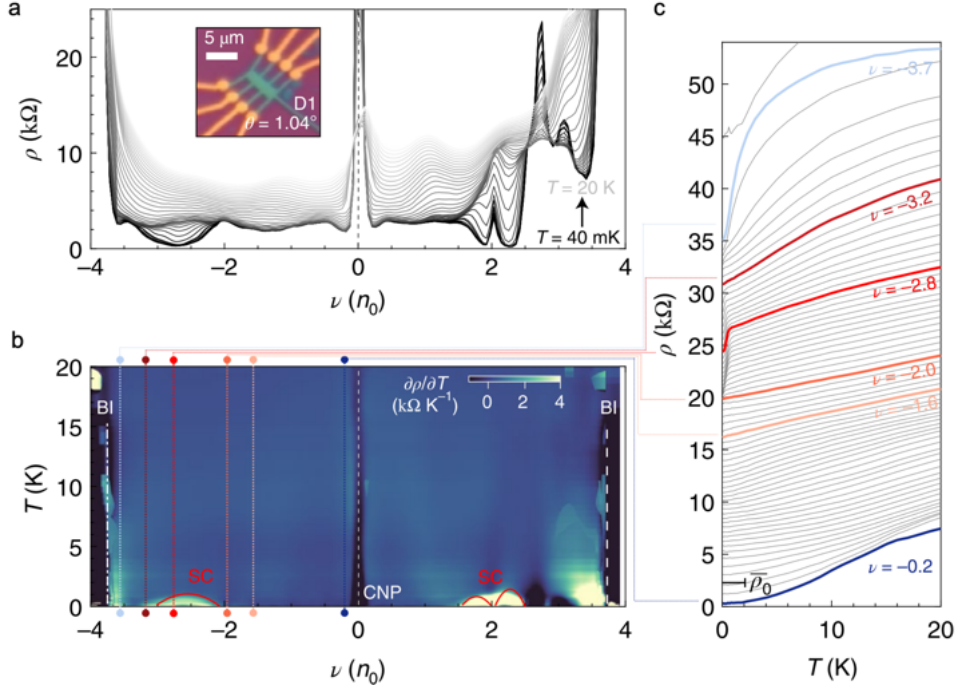 a
ρ (kΩ)
20
10
0
5 μm
D1
θ = 1.04°
T = 20 K
T = 40 mK
−4
−2
0
2
4
ν (n₀)
b
T (K)
20
15
10
5
0
BI
∂ρ/∂T
(kΩ K⁻¹)
0
2
4
BI
SC
CNP
SC
−4
−2
0
2
4
ν (n₀)
c
ρ (kΩ)
50
45
40
35
30
25
20
15
10
5
0
ν = −3.7
ν = −3.2
ν = −2.8
ν = −2.0
ν = −1.6
ν = −0.2
ρ̅₀
0
10
20
T (K)